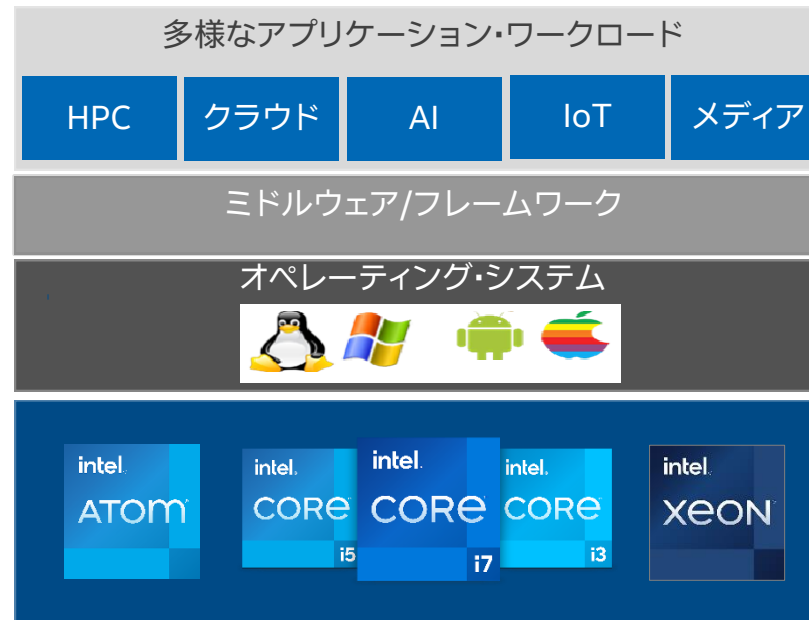 多様なアプリケーション・ワークロード
HPC
クラウド
AI
IoT
メディア
ミドルウェア/フレームワーク
オペレーティング・システム
intel.
ATOM
intel.
CORE
i5
intel.
CORE
i7
intel.
CORE
i3
intel.
XEON